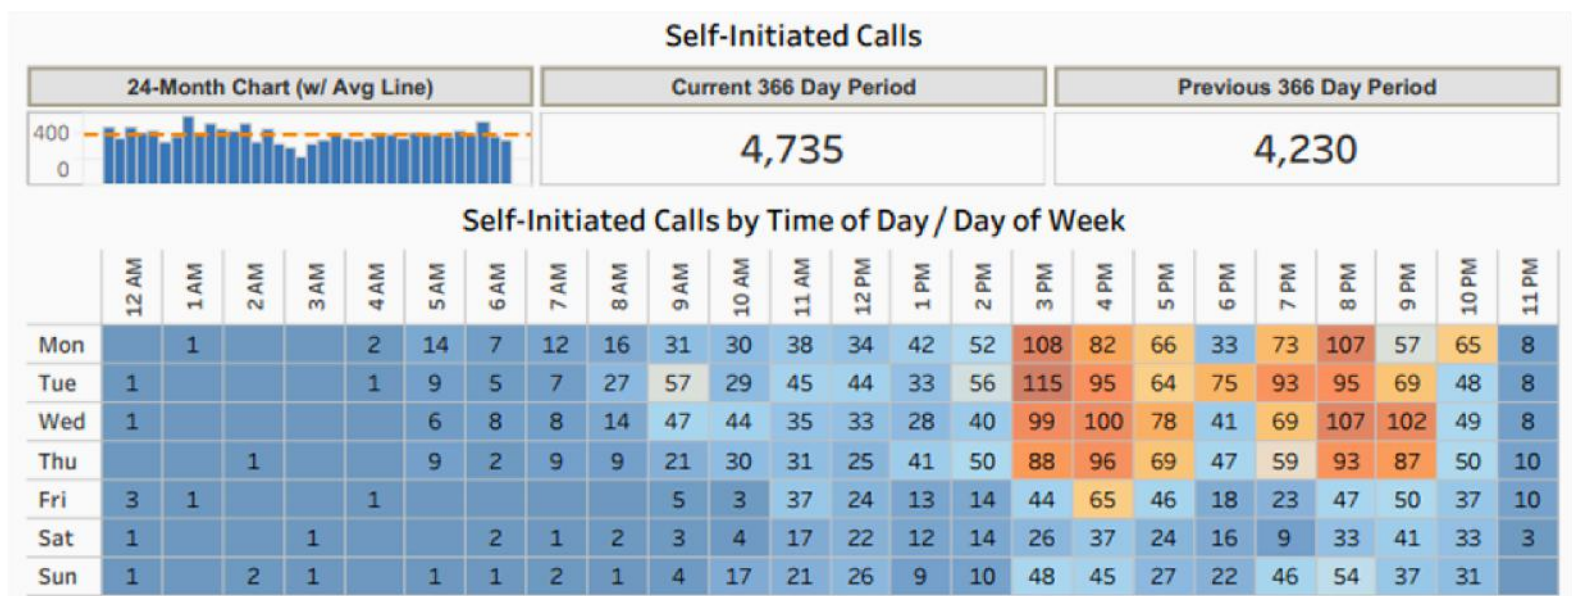 Self-Initiated Calls
24-Month Chart (w/ Avg Line) Current 366 Day Period Previous 366 Day Period
400
0
4,735 4,230
Self-Initiated Calls by Time of Day / Day of Week
12 AM 1 AM 2 AM 3 AM 4 AM 5 AM 6 AM 7 AM 8 AM 9 AM 10 AM 11 AM 12 PM 1 PM 2 PM 3 PM 4 PM 5 PM 6 PM 7 PM 8 PM 9 PM 10 PM 11 PM
Mon 1 2 14 7 12 16 31 30 38 34 42 52 108 82 66 33 73 107 57 65 8
Tue 1 1 9 5 7 27 57 29 45 44 33 56 115 95 64 75 93 95 69 48 8
Wed 1 6 8 8 14 47 44 35 33 28 40 99 100 78 41 69 107 102 49 8
Thu 1 9 2 9 9 21 30 31 25 41 50 88 96 69 47 59 93 87 50 10
Fri 3 1 1 5 3 37 24 13 14 44 65 46 18 23 47 50 37 10
Sat 1 1 2 1 2 3 4 17 22 12 14 26 37 24 16 9 33 41 33 3
Sun 1 2 1 1 1 2 1 4 17 21 26 9 10 48 45 27 22 46 54 37 31